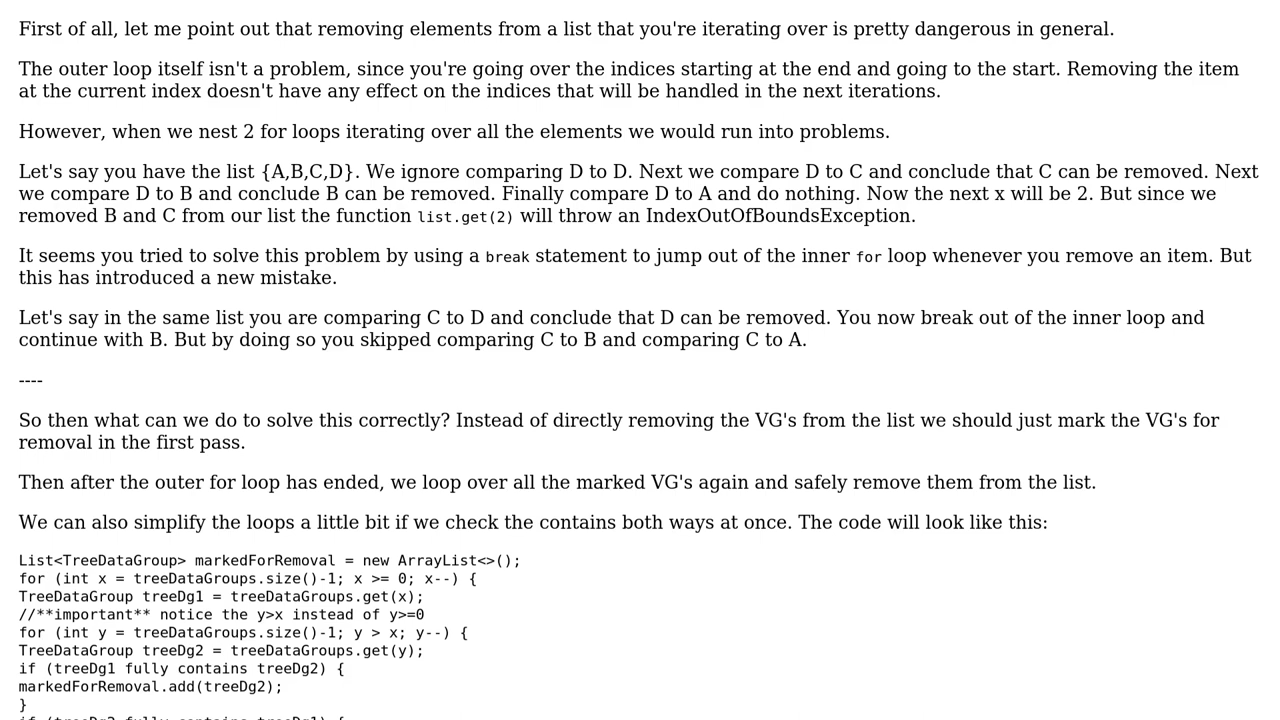 First of all, let me point out that removing elements from a list that you're iterating over is pretty dangerous in general.
The outer loop itself isn't a problem, since you're going over the indices starting at the end and going to the start. Removing the item
at the current index doesn't have any effect on the indices that will be handled in the next iterations.
However, when we nest 2 for loops iterating over all the elements we would run into problems.
Let's say you have the list {A,B,C,D}. We ignore comparing D to D. Next we compare D to C and conclude that C can be removed. Next
we compare D to B and conclude B can be removed. Finally compare D to A and do nothing. Now the next x will be 2. But since we
removed B and C from our list the function list.get(2) will throw an IndexOutOfBoundsException.
It seems you tried to solve this problem by using a break statement to jump out of the inner for loop whenever you remove an item. But
this has introduced a new mistake.
Let's say in the same list you are comparing C to D and conclude that D can be removed. You now break out of the inner loop and
continue with B. But by doing so you skipped comparing C to B and comparing C to A.
----
So then what can we do to solve this correctly? Instead of directly removing the VG's from the list we should just mark the VG's for
removal in the first pass.
Then after the outer for loop has ended, we loop over all the marked VG's again and safely remove them from the list.
We can also simplify the loops a little bit if we check the contains both ways at once. The code will look like this:
List<TreeDataGroup> markedForRemoval = new ArrayList<>();
for (int x = treeDataGroups.size()-1; x >= 0; x--) {
TreeDataGroup treeDg1 = treeDataGroups.get(x);
//**important** notice the y>x instead of y>=0
for (int y = treeDataGroups.size()-1; y > x; y--) {
TreeDataGroup treeDg2 = treeDataGroups.get(y);
if (treeDg1 fully contains treeDg2) {
markedForRemoval.add(treeDg2);
}
if (treeDg2 fully contains treeDg1) {